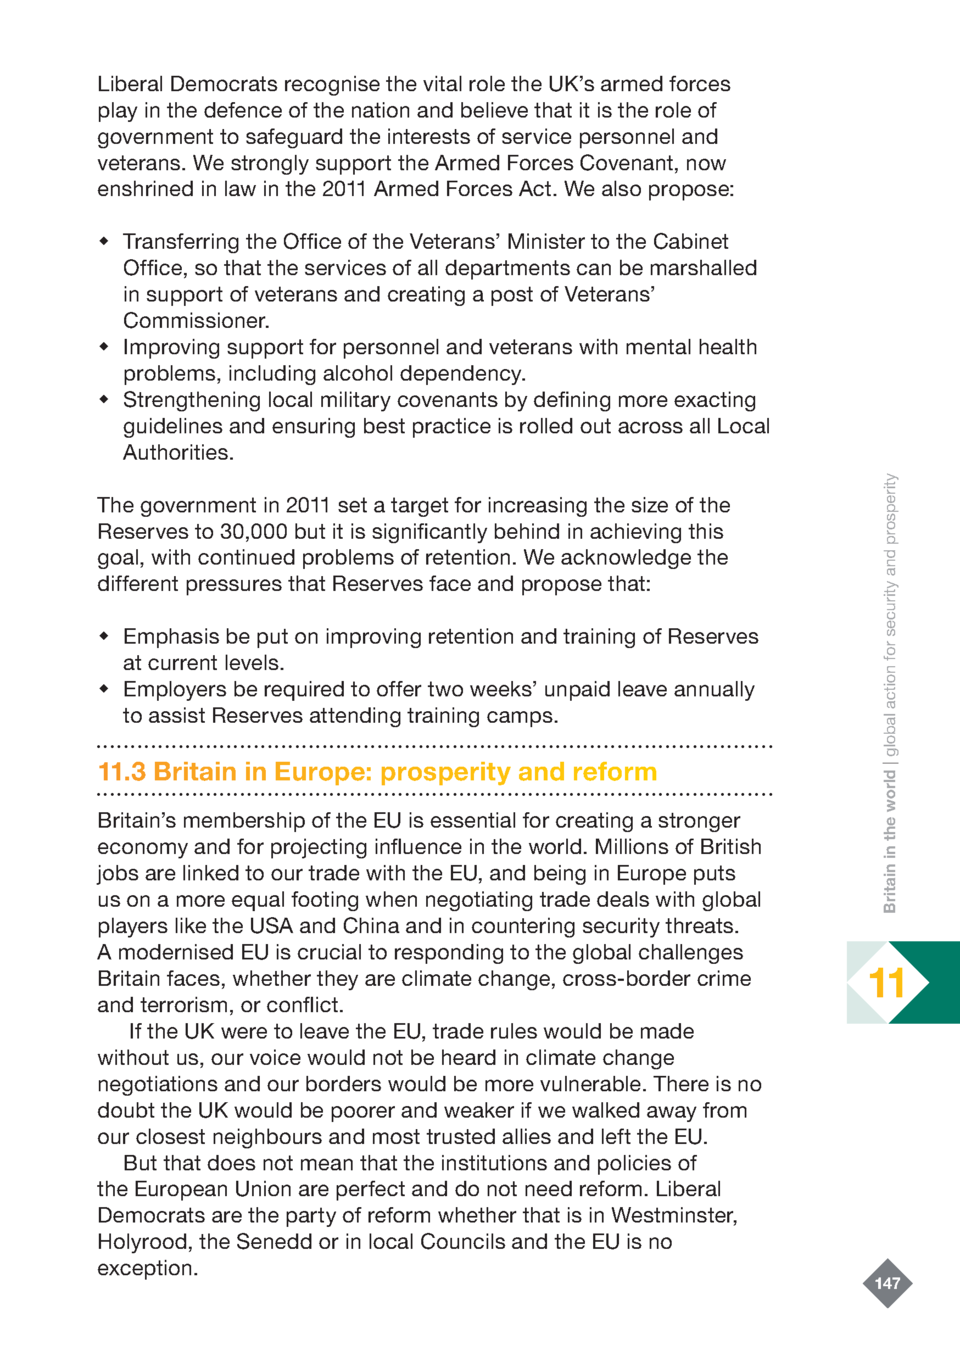 Liberal Democrats recognise the vital role the UK’s armed forces
play in the defence of the nation and believe that it is the role of
government to safeguard the interests of service personnel and
veterans. We strongly support the Armed Forces Covenant, now
enshrined in law in the 2011 Armed Forces Act. We also propose:
◆ Transferring the Office of the Veterans’ Minister to the Cabinet
Office, so that the services of all departments can be marshalled
in support of veterans and creating a post of Veterans’
Commissioner.
◆ Improving support for personnel and veterans with mental health
problems, including alcohol dependency.
◆ Strengthening local military covenants by defining more exacting
guidelines and ensuring best practice is rolled out across all Local
Authorities.
The government in 2011 set a target for increasing the size of the
Reserves to 30,000 but it is significantly behind in achieving this
goal, with continued problems of retention. We acknowledge the
different pressures that Reserves face and propose that:
◆ Emphasis be put on improving retention and training of Reserves
at current levels.
◆ Employers be required to offer two weeks’ unpaid leave annually
to assist Reserves attending training camps.
11.3 Britain in Europe: prosperity and reform
Britain’s membership of the EU is essential for creating a stronger
economy and for projecting influence in the world. Millions of British
jobs are linked to our trade with the EU, and being in Europe puts
us on a more equal footing when negotiating trade deals with global
players like the USA and China and in countering security threats.
A modernised EU is crucial to responding to the global challenges
Britain faces, whether they are climate change, cross-border crime
and terrorism, or conflict.
If the UK were to leave the EU, trade rules would be made
without us, our voice would not be heard in climate change
negotiations and our borders would be more vulnerable. There is no
doubt the UK would be poorer and weaker if we walked away from
our closest neighbours and most trusted allies and left the EU.
But that does not mean that the institutions and policies of
the European Union are perfect and do not need reform. Liberal
Democrats are the party of reform whether that is in Westminster,
Holyrood, the Senedd or in local Councils and the EU is no
exception.
Britain in the world | global action for security and prosperity
11
147